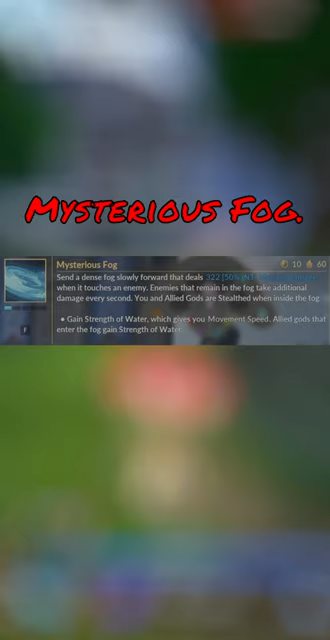 Mysterious Fog.
Mysterious Fog 10 60
Send a dense fog slowly forward that deals 322
when it touches an enemy. Enemies that remain in the fog take additional
damage every second. You and Allied Gods are Stealthed when inside the fog
• Gain Strength of Water, which gives you Movement Speed. Allied gods that
F
enter the fog gain Strength of Water.